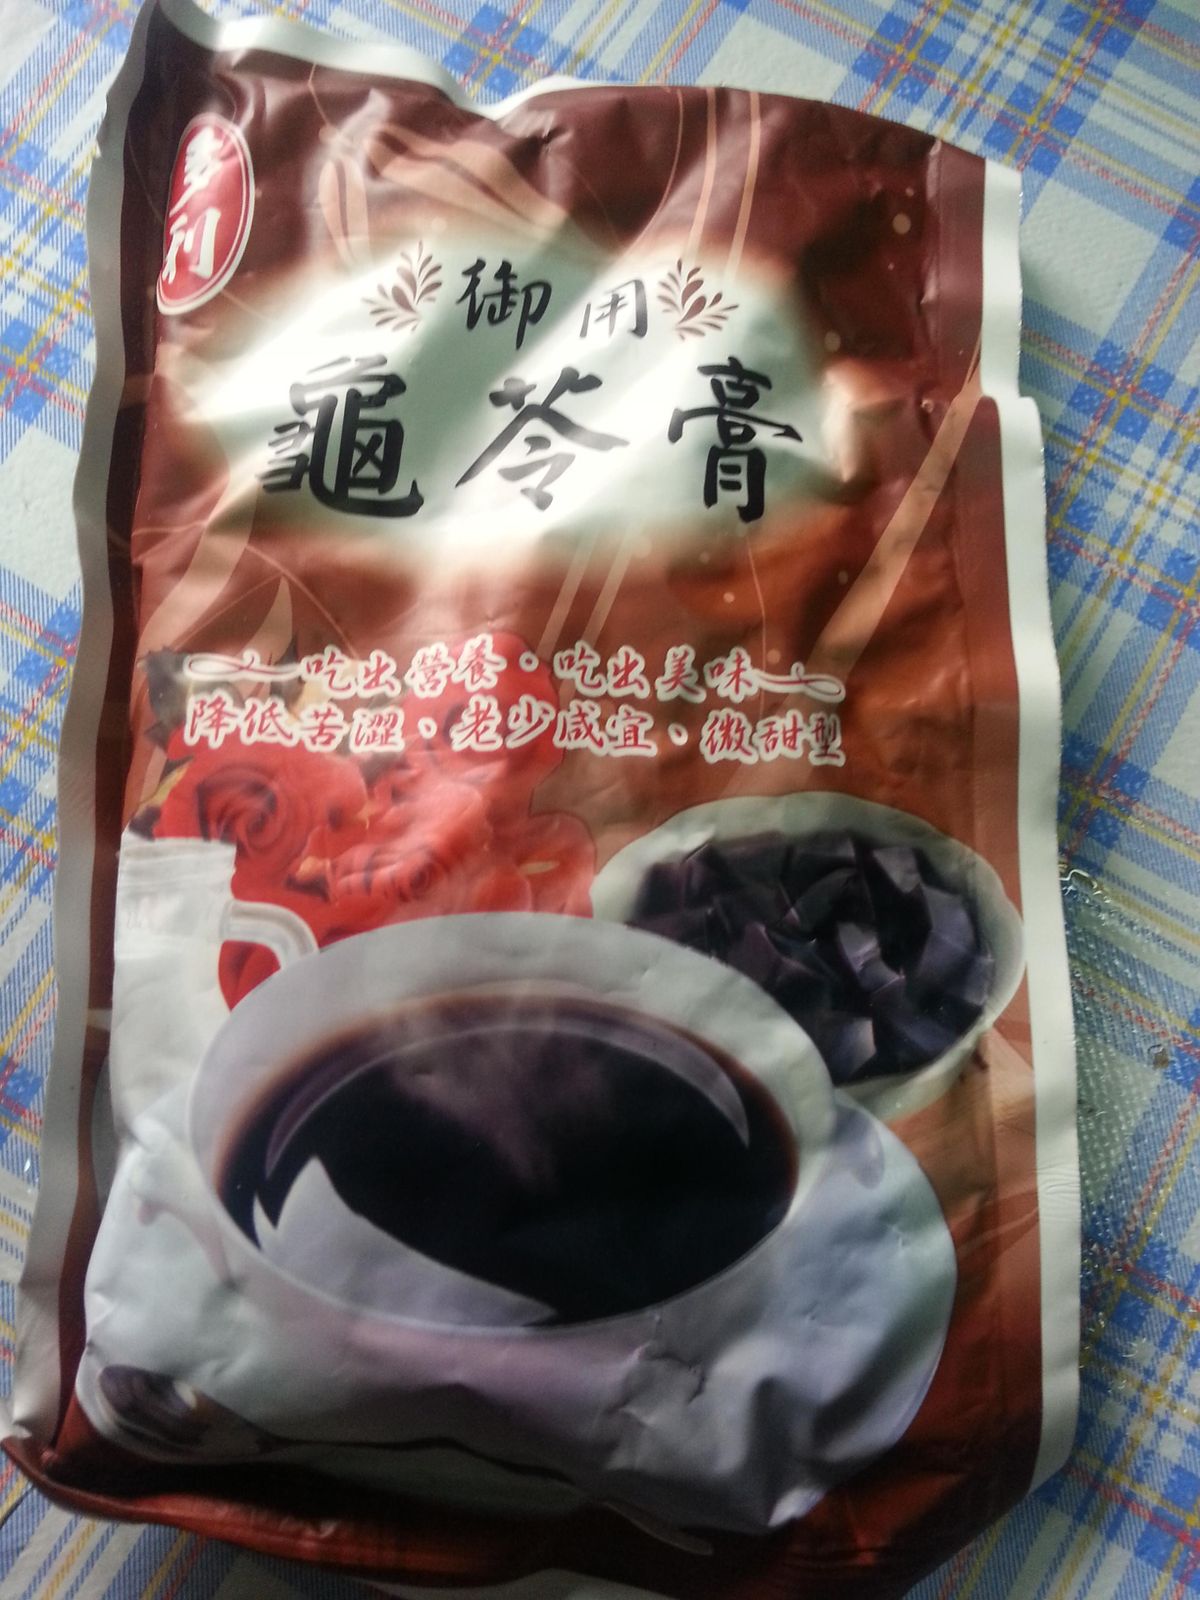 多利
御用
龜苓膏
吃出營養·吃出美味
降低苦澀、老少咸宜、微甜型